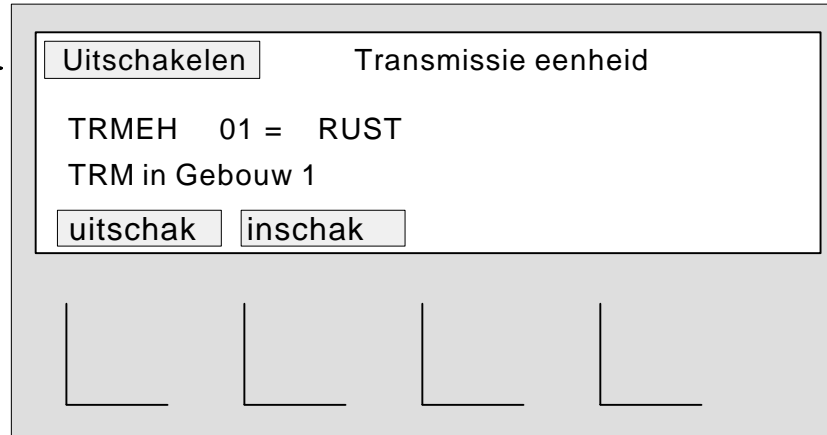 Uitschakelen Transmissie eenheid
TRMEH 01 = RUST
TRM in Gebouw 1
uitschak inschak